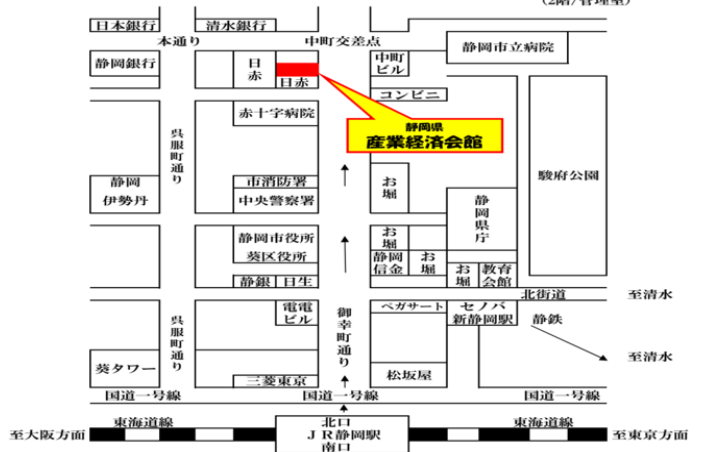 (2階/管理室)
日本銀行
清水銀行
本通り
中町交差点
静岡市立病院
静岡銀行
日赤
日赤
中町
ビル
コンビニ
赤十字病院
静岡県
産業経済会館
呉服町通り
駿府公園
静岡
伊勢丹
市消防署
中央警察署
お堀
静岡県庁
静岡市役所
葵区役所
お堀
静岡
信金
お堀
お堀
教育
会館
静銀
日生
北街道
至清水
電電
ビル
ペガサート
セノバ
新静岡駅
静鉄
呉服町通り
御幸町通り
至清水
葵タワー
三菱東京
松坂屋
国道一号線
国道一号線
国道一号線
東海道線
北口
東海道線
至大阪方面
JR静岡駅
至東京方面
南口